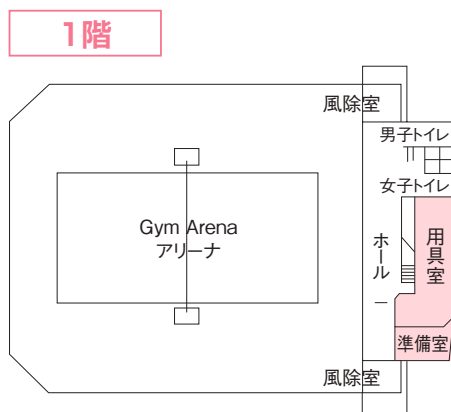 1階
風除室
男子トイレ
女子トイレ
Gym Arena
アリーナ
ホール
用具室
準備室
風除室